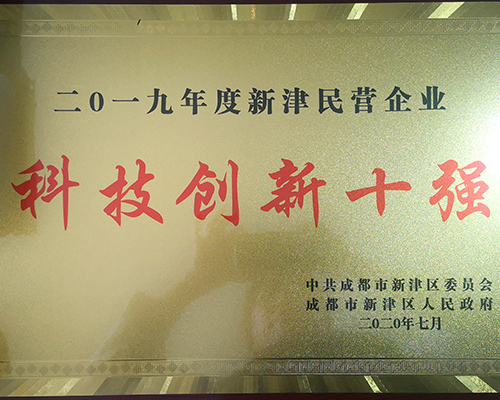 二〇一九年度新津民营企业
科技创新十强
中共成都市新津区委员会
成都市新津区人民政府
二〇二〇年七月